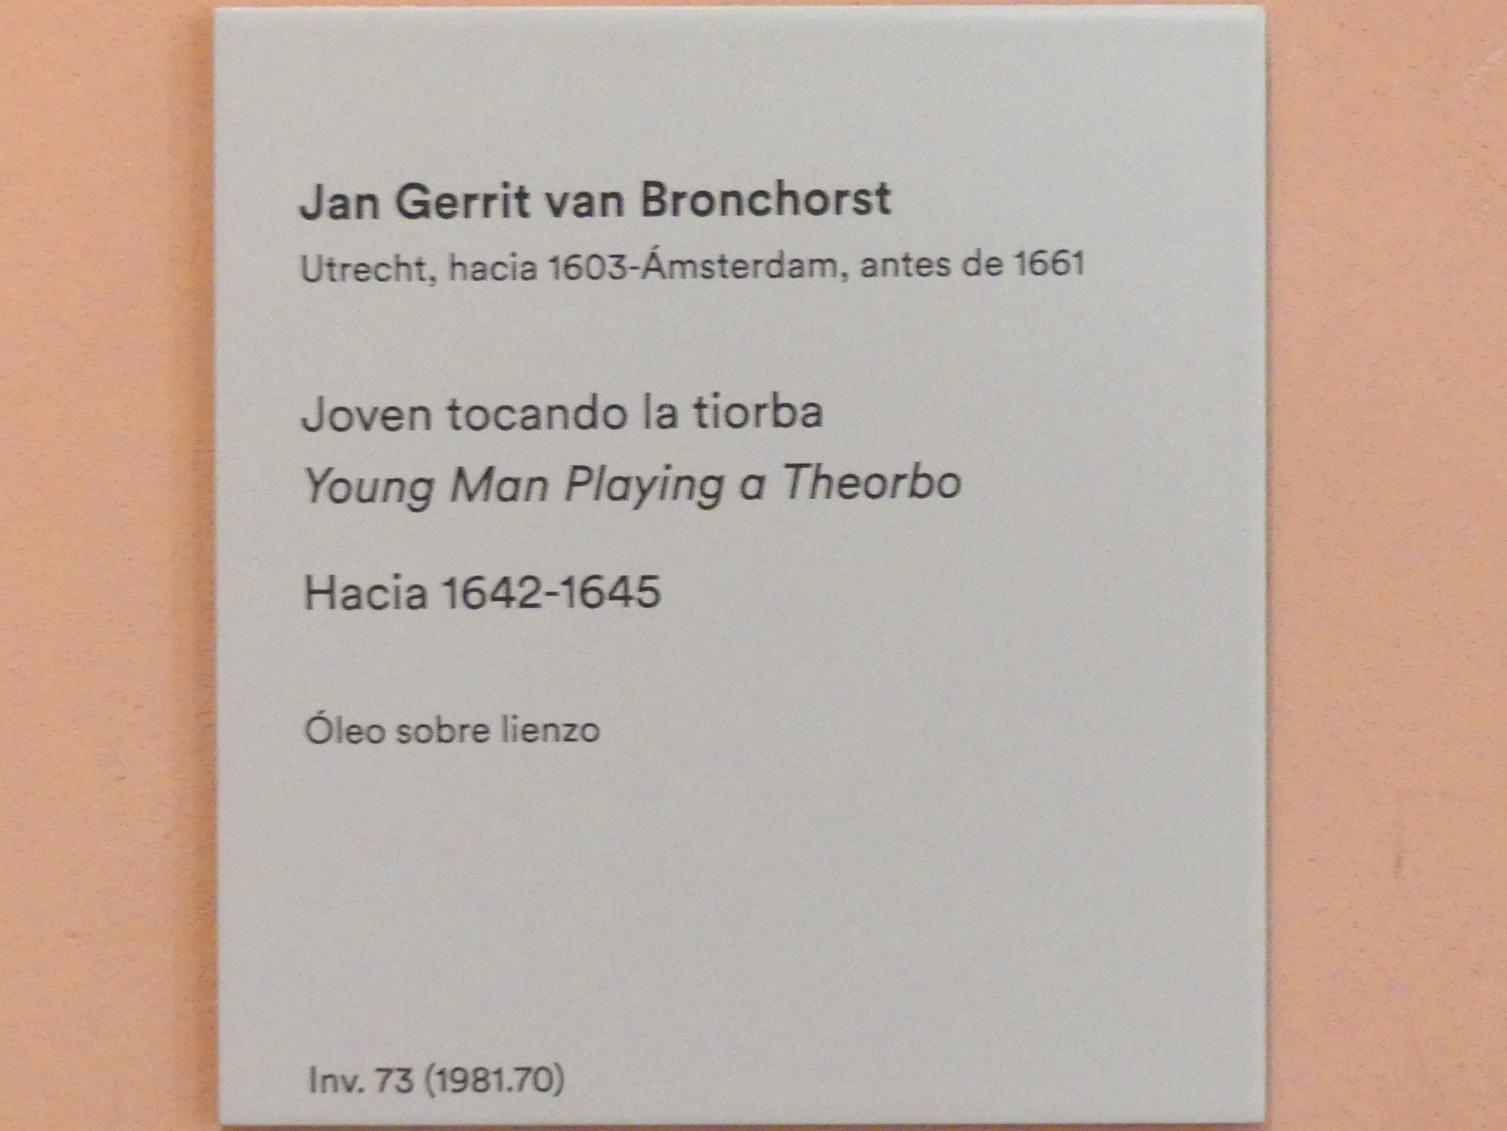 Jan Gerrit van Bronchorst
Utrecht, hacia 1603-Ámsterdam, antes de 1661
Joven tocando la tiorba
Young Man Playing a Theorbo
Hacia 1642-1645
Óleo sobre lienzo
Inv. 73 (1981.70)